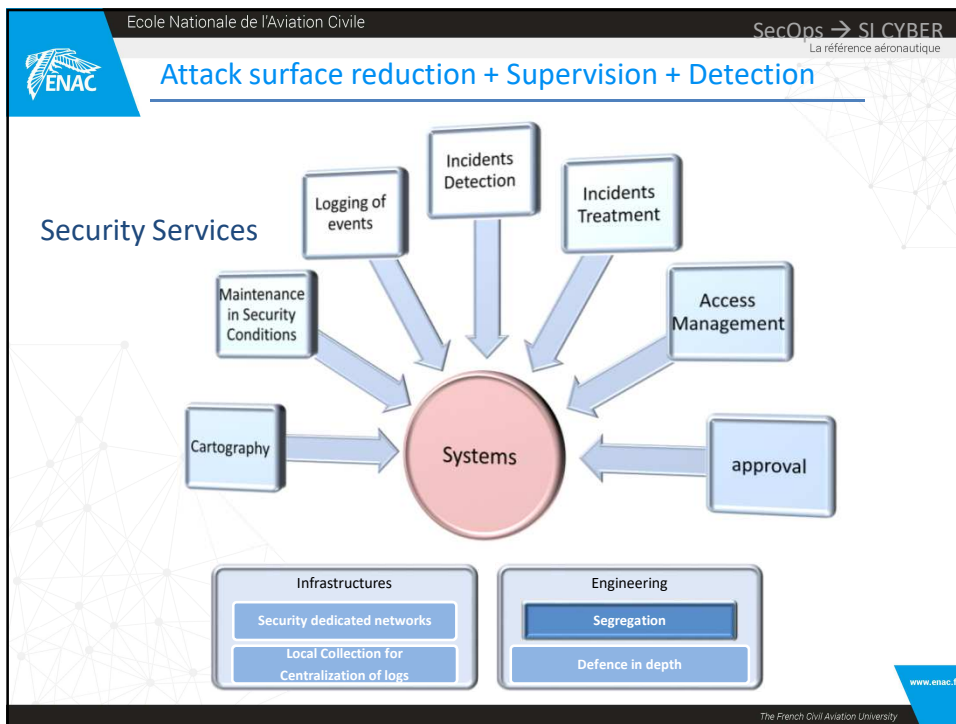 Ecole Nationale de l'Aviation Civile
SecOps → SI CYBER
La référence aéronautique
ENAC
Attack surface reduction + Supervision + Detection
Security Services
Incidents
Detection
Logging of
events
Incidents
Treatment
Maintenance
in Security
Conditions
Access
Management
Cartography
Systems
approval
Infrastructures
Security dedicated networks
Local Collection for
Centralization of logs
Engineering
Segregation
Defence in depth
www.enac.f
The French Civil Aviation University